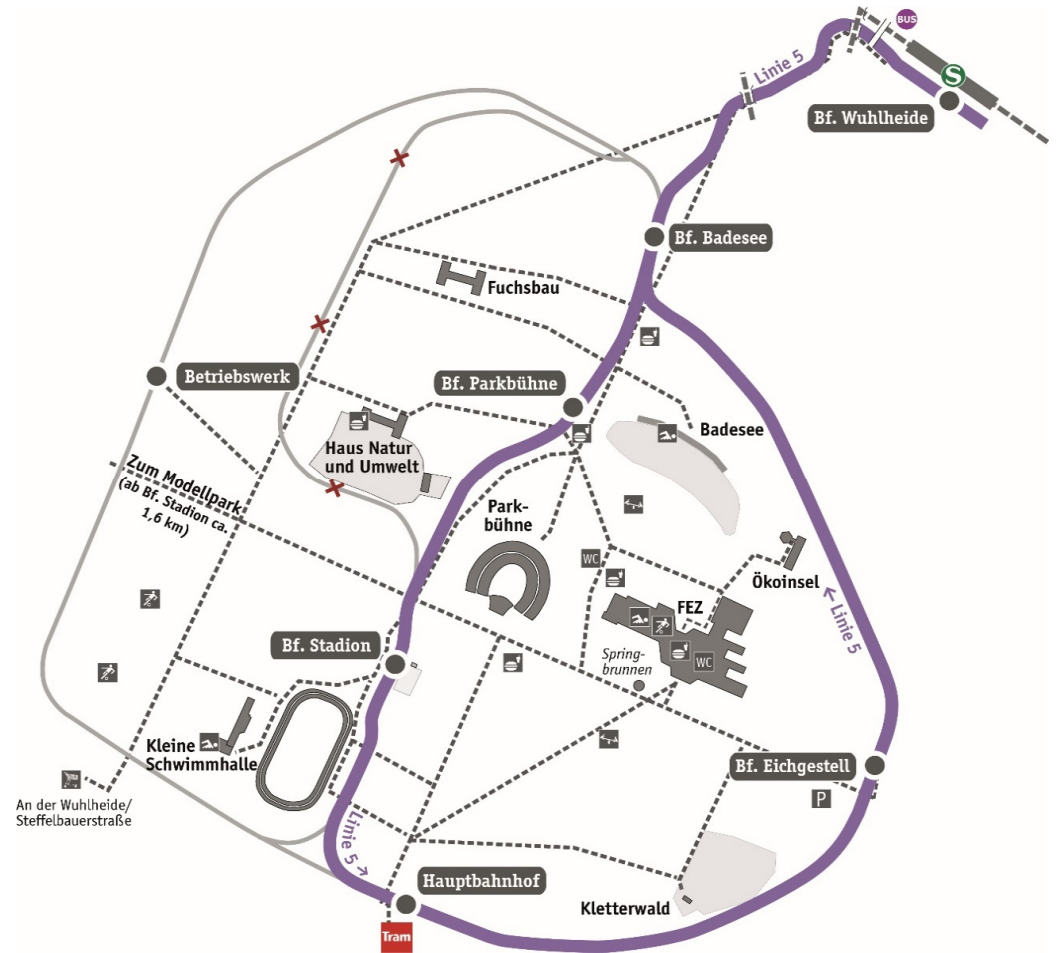 BUS
Linie 5
S
Bf. Wuhlheide
Bf. Badesee
Fuchsbau
Betriebswerk
Bf. Parkbühne
Badesee
Haus Natur
und Umwelt
Zum Modellpark
(ab Bf. Stadion ca.
1,6 km)
Park-
bühne
WC
Ökoinsel
FEZ
← Linie 5
Bf. Stadion
Spring-
brunnen
WC
Kleine
Schwimmhalle
Bf. Eichgestell
P
An der Wuhlheide/
Steffelbauerstraße
Linie 5 →
Hauptbahnhof
Kletterwald
Tram